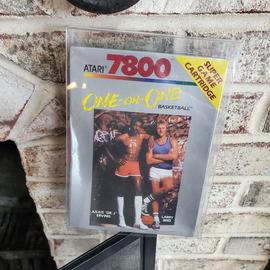 ATARI 7800
SUPER
GAME
CARTRIDGE
ONE-ON-ONE
BASKETBALL
JULIUS "DR. J"
ERVING
LARRY
BIRD